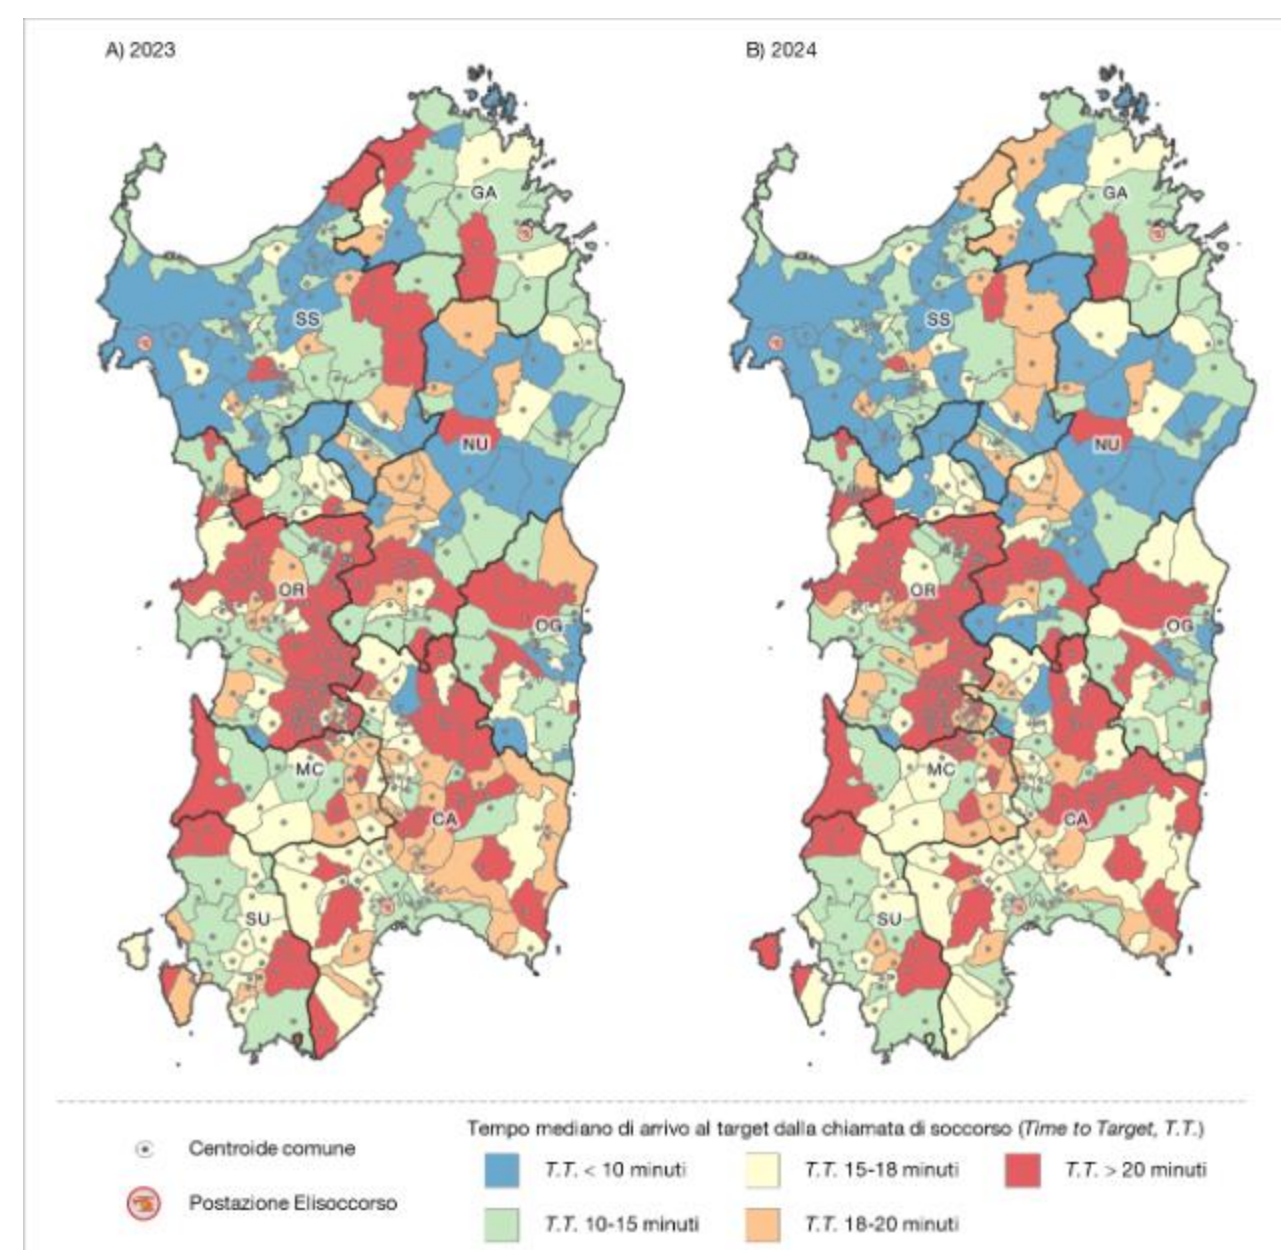 A) 2023
B) 2024
GA
SS
NU
OR
OG
MC
CA
SU
GA
SS
NU
OR
OG
MC
CA
SU
Tempo mediano di arrivo al target dalla chiamata di soccorso (Time to Target, T.T.)
Centroide comune
T.T. < 10 minuti
T.T. 15-18 minuti
T.T. > 20 minuti
Postazione Elisoccorso
T.T. 10-15 minuti
T.T. 18-20 minuti